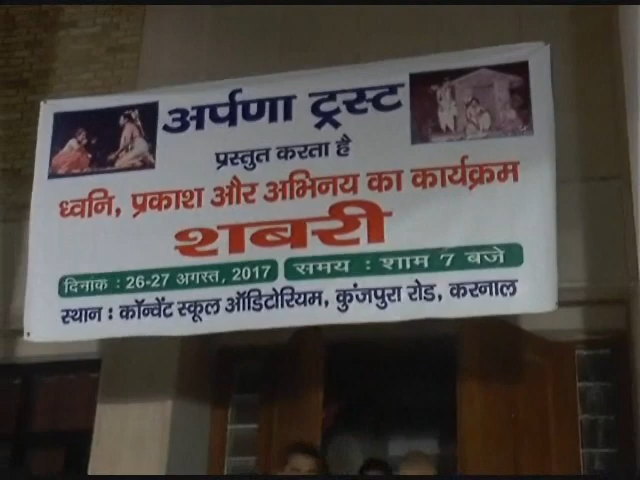 अर्पणा ट्रस्ट
प्रस्तुत करता है
ध्वनि, प्रकाश और अभिनय का कार्यक्रम
शबरी
दिनांक : 26-27 अगस्त, 2017 समय : शाम 7 बजे
स्थान : कॉन्वेंट स्कूल ऑडिटोरियम, कुंजपुरा रोड, करनाल